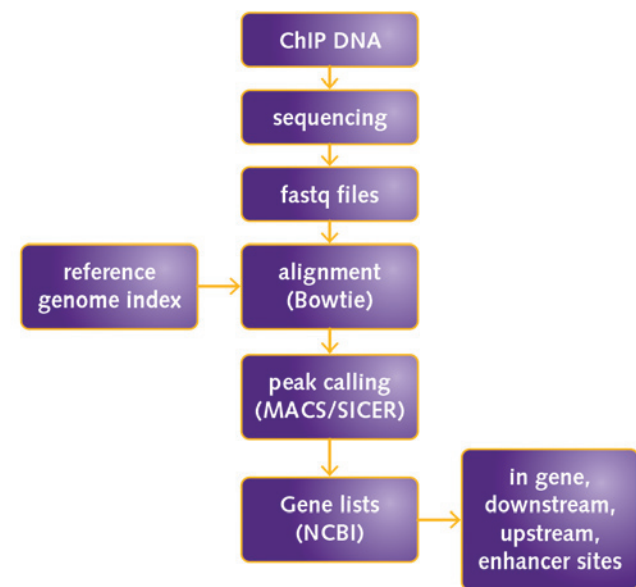 ChIP DNA
sequencing
fastq files
reference
genome index
alignment
(Bowtie)
peak calling
(MACS/SICER)
Gene lists
(NCBI)
in gene,
downstream,
upstream,
enhancer sites